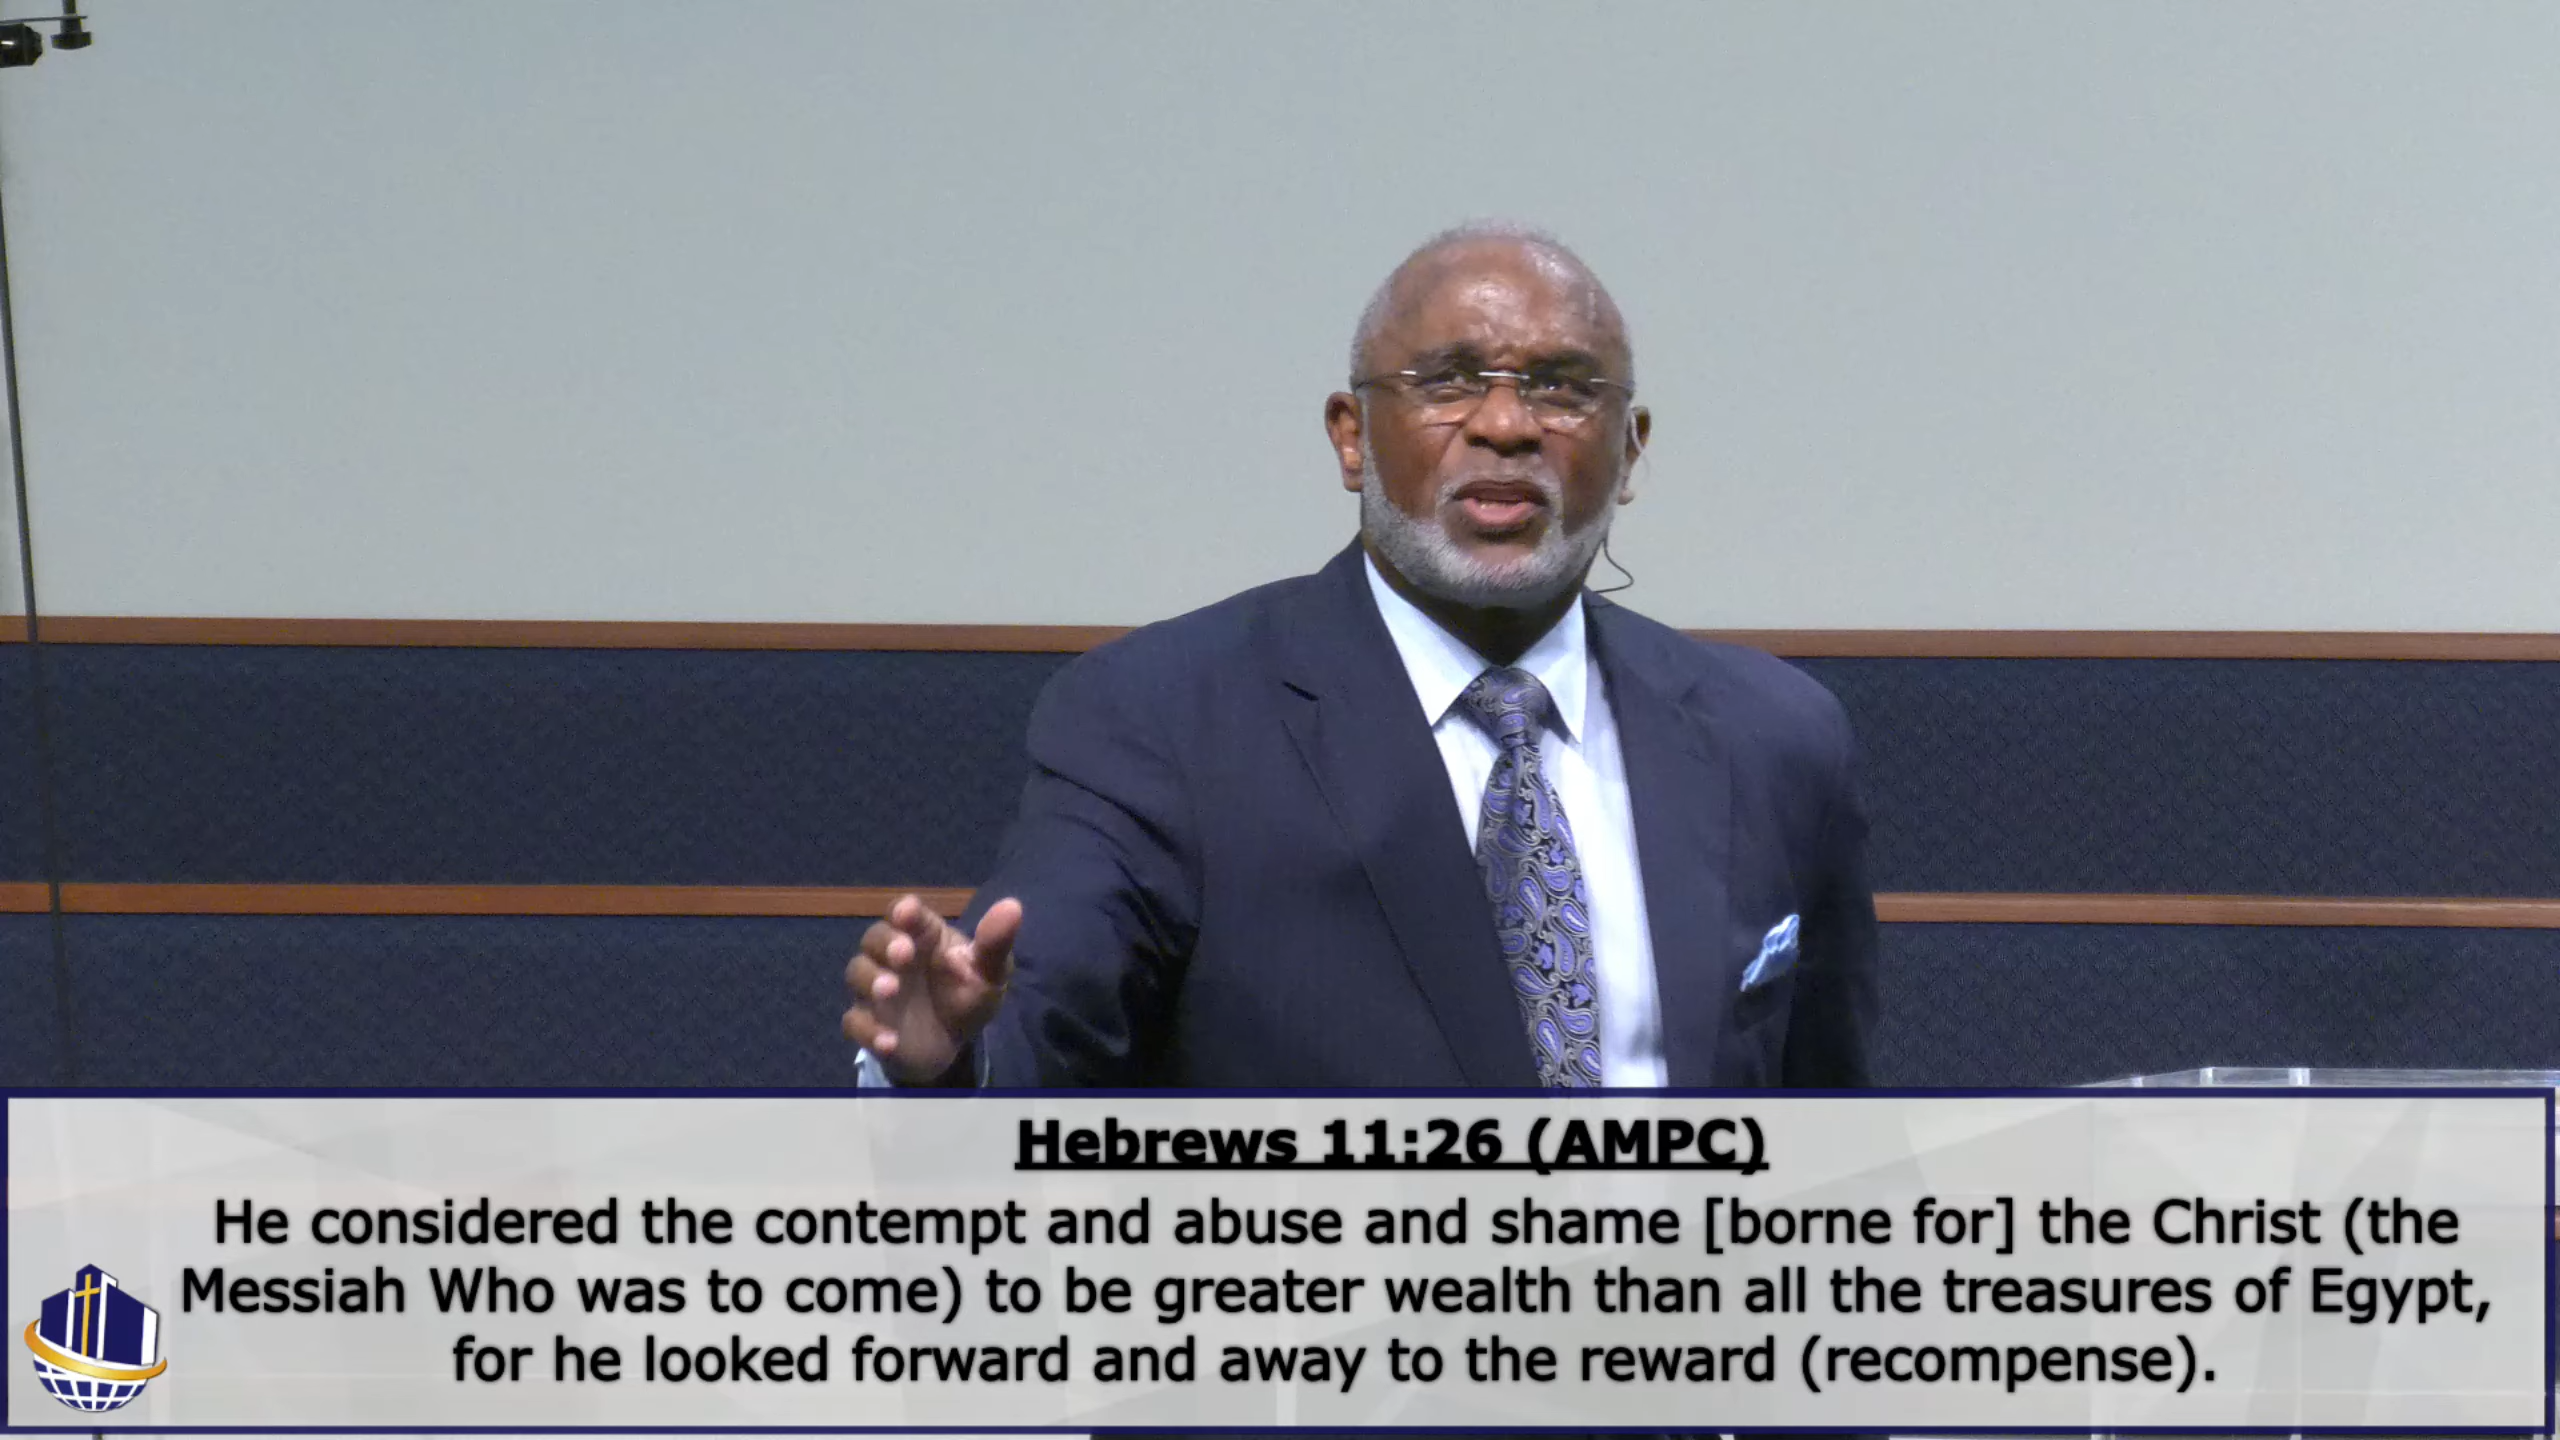 Hebrews 11:26 (AMPC)
He considered the contempt and abuse and shame [borne for] the Christ (the
Messiah Who was to come) to be greater wealth than all the treasures of Egypt,
for he looked forward and away to the reward (recompense).